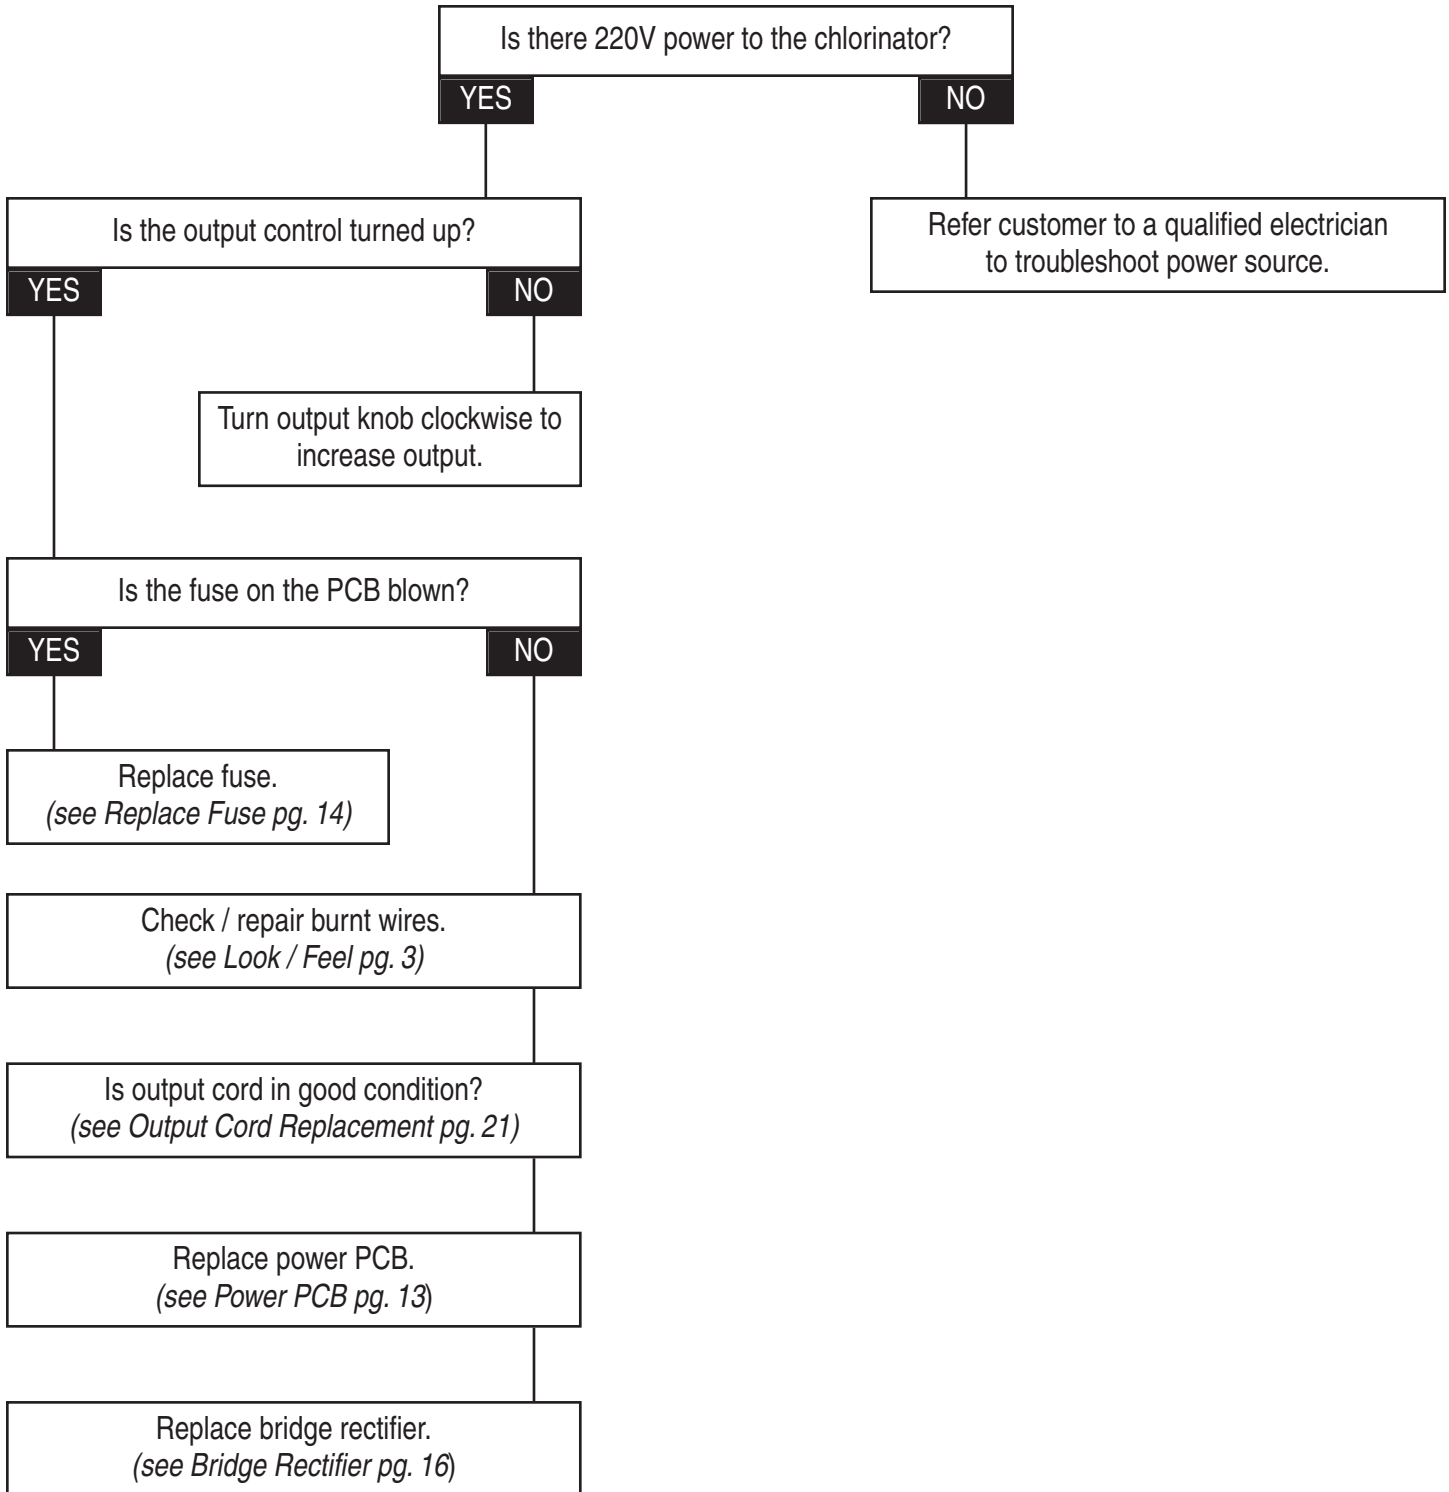 Is there 220V power to the chlorinator?
YES
NO
Is the output control turned up?
YES
NO
Refer customer to a qualified electrician
to troubleshoot power source.
Turn output knob clockwise to
increase output.
Is the fuse on the PCB blown?
YES
NO
Replace fuse.
(see Replace Fuse pg. 14)
Check / repair burnt wires.
(see Look / Feel pg. 3)
Is output cord in good condition?
(see Output Cord Replacement pg. 21)
Replace power PCB.
(see Power PCB pg. 13)
Replace bridge rectifier.
(see Bridge Rectifier pg. 16)